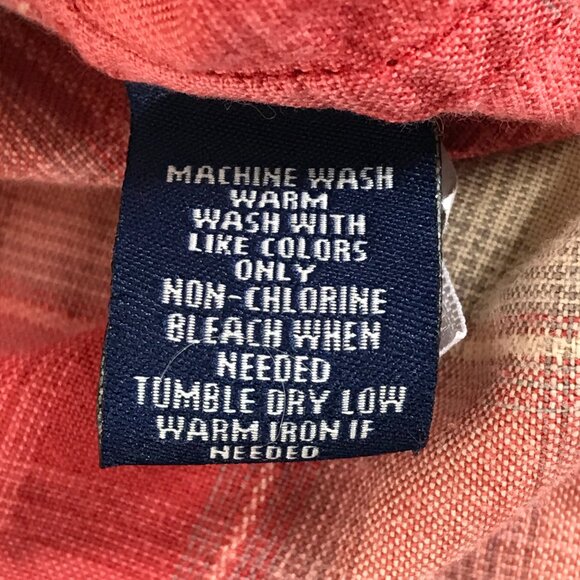 MACHINE WASH
WARM
WASH WITH
LIKE COLORS
ONLY
NON-CHLORINE
BLEACH WHEN
NEEDED
TUMBLE DRY LOW
WARM IRON IF
NEEDED